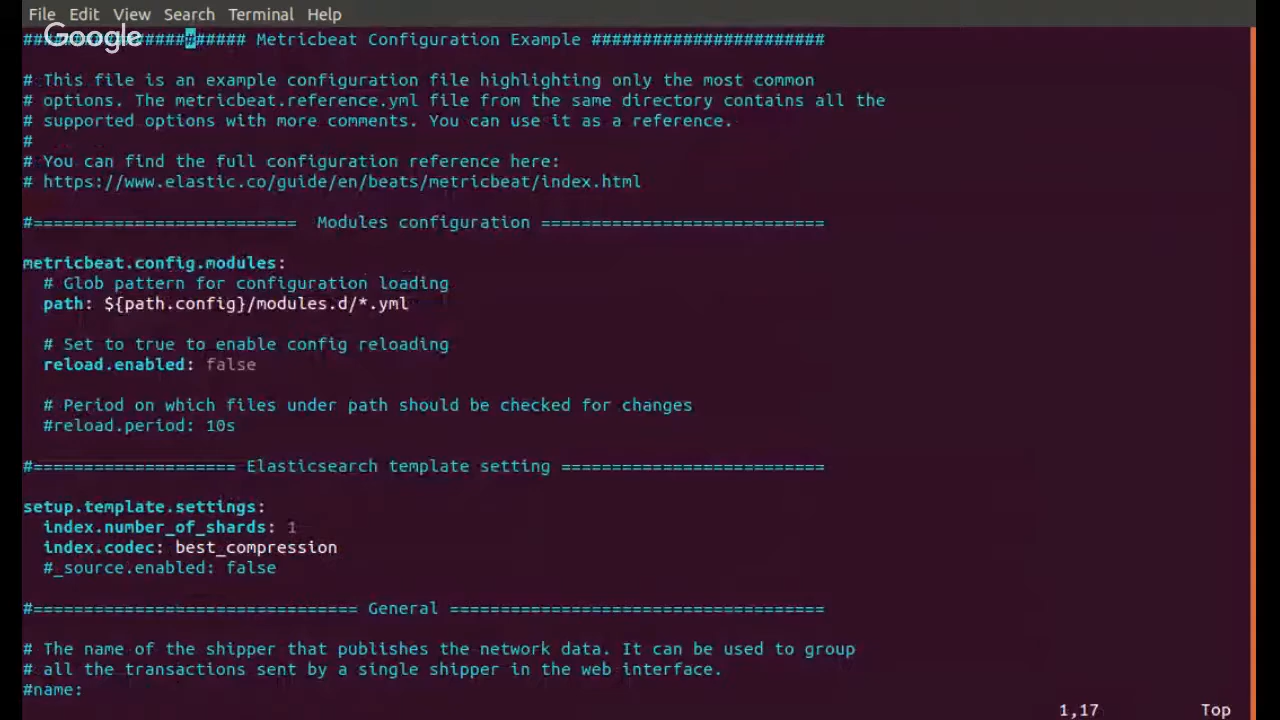 File Edit View Search Terminal Help
Google
###################### Metricbeat Configuration Example #######################
# This file is an example configuration file highlighting only the most common
# options. The metricbeat.reference.yml file from the same directory contains all the
# supported options with more comments. You can use it as a reference.
#
# You can find the full configuration reference here:
# https://www.elastic.co/guide/en/beats/metricbeat/index.html
#========================== Modules configuration ============================
metricbeat.config.modules:
# Glob pattern for configuration loading
path: ${path.config}/modules.d/*.yml
# Set to true to enable config reloading
reload.enabled: false
# Period on which files under path should be checked for changes
#reload.period: 10s
#==================== Elasticsearch template setting ==========================
setup.template.settings:
index.number_of_shards: 1
index.codec: best_compression
#_source.enabled: false
#================================ General =====================================
# The name of the shipper that publishes the network data. It can be used to group
# all the transactions sent by a single shipper in the web interface.
#name:
1,17 Top